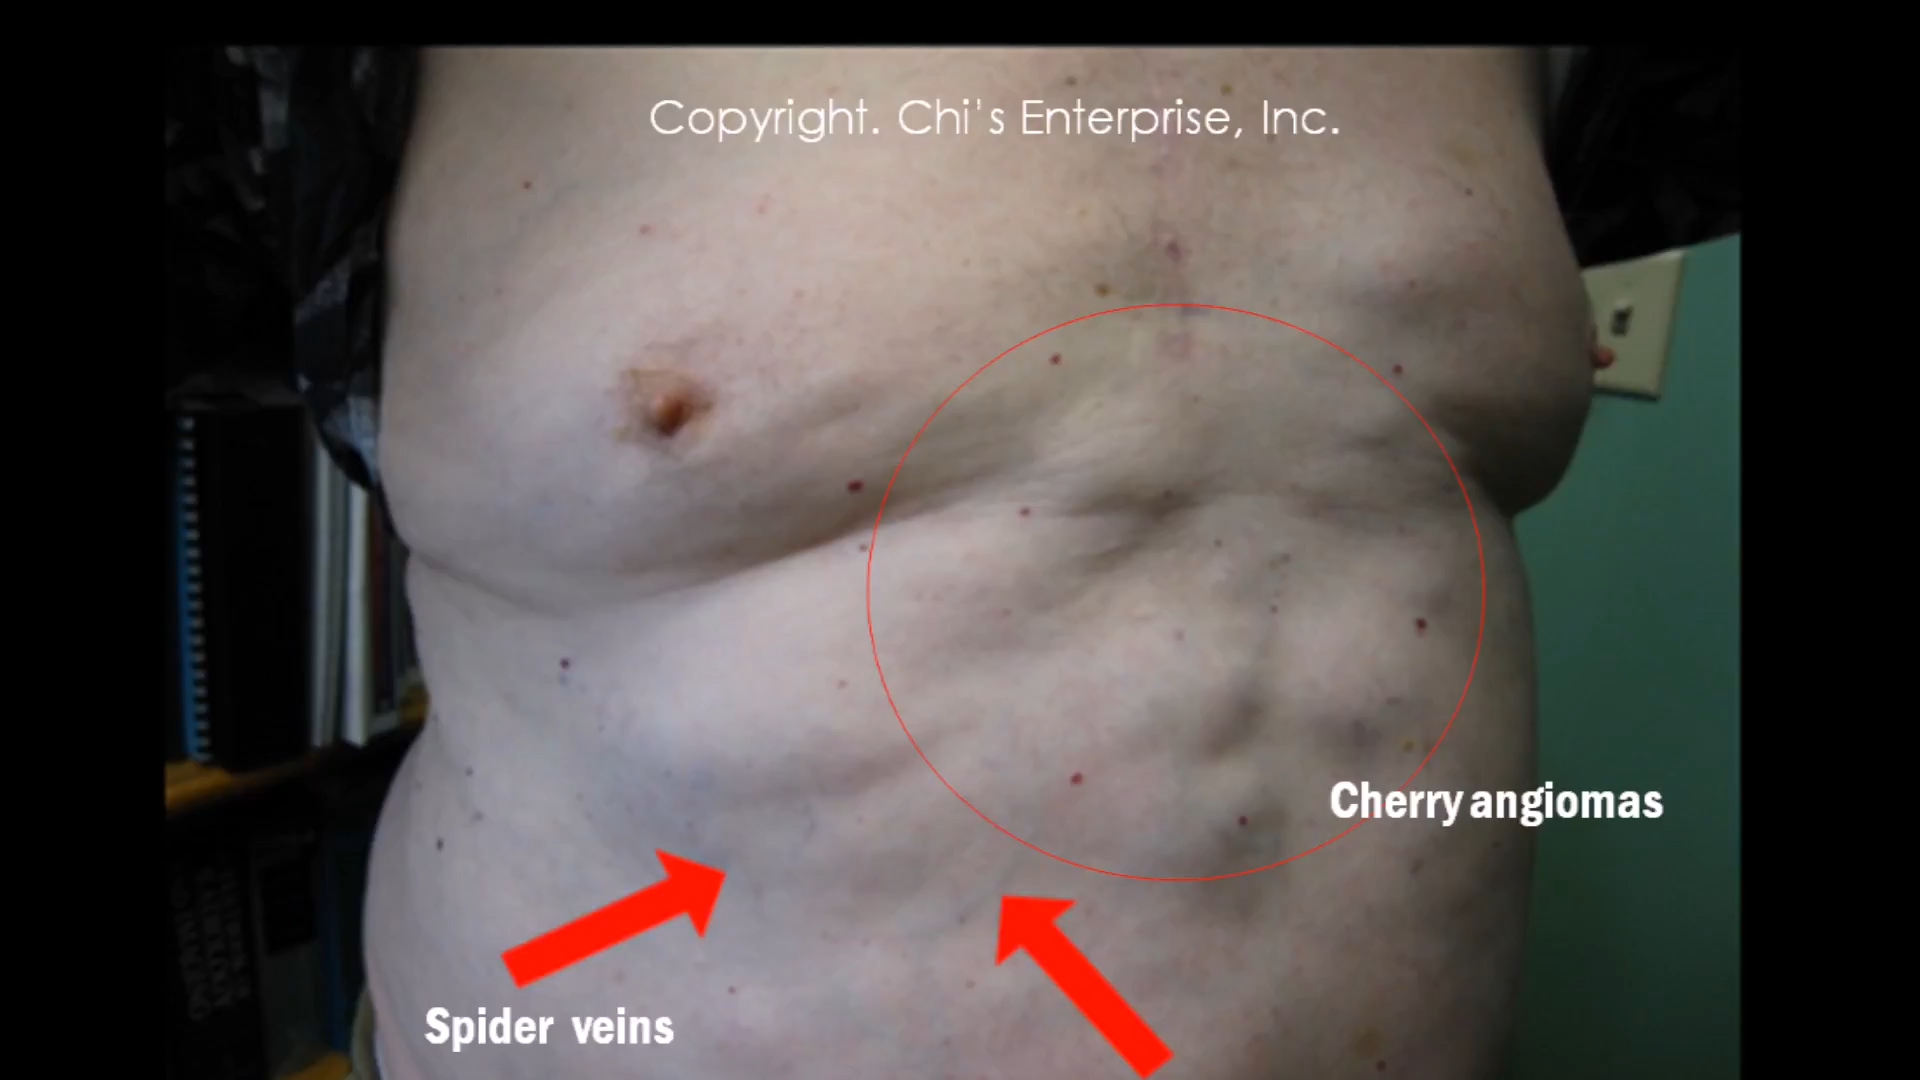 Copyright. Chi's Enterprise, Inc.
Cherry angiomas
Spider veins